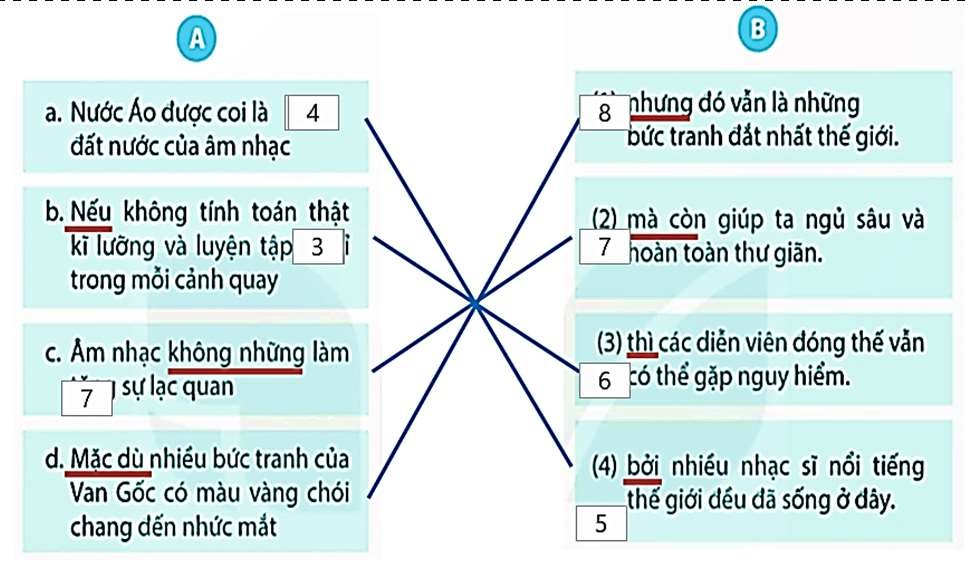 A
B
a. Nước Áo được coi là 4
đất nước của âm nhạc
b. Nếu không tính toán thật
kĩ lưỡng và luyện tập 3
trong mỗi cảnh quay
c. Âm nhạc không những làm
7 sự lạc quan
d. Mặc dù nhiều bức tranh của
Van Gốc có màu vàng chói
chang đến nhức mắt
8 nhưng đó vẫn là những
bức tranh đắt nhất thế giới.
(2) mà còn giúp ta ngủ sâu và
7 hoàn toàn thư giãn.
(3) thì các diễn viên đóng thế vẫn
6 có thể gặp nguy hiểm.
(4) bởi nhiều nhạc sĩ nổi tiếng
thế giới đều đã sống ở đây.
5